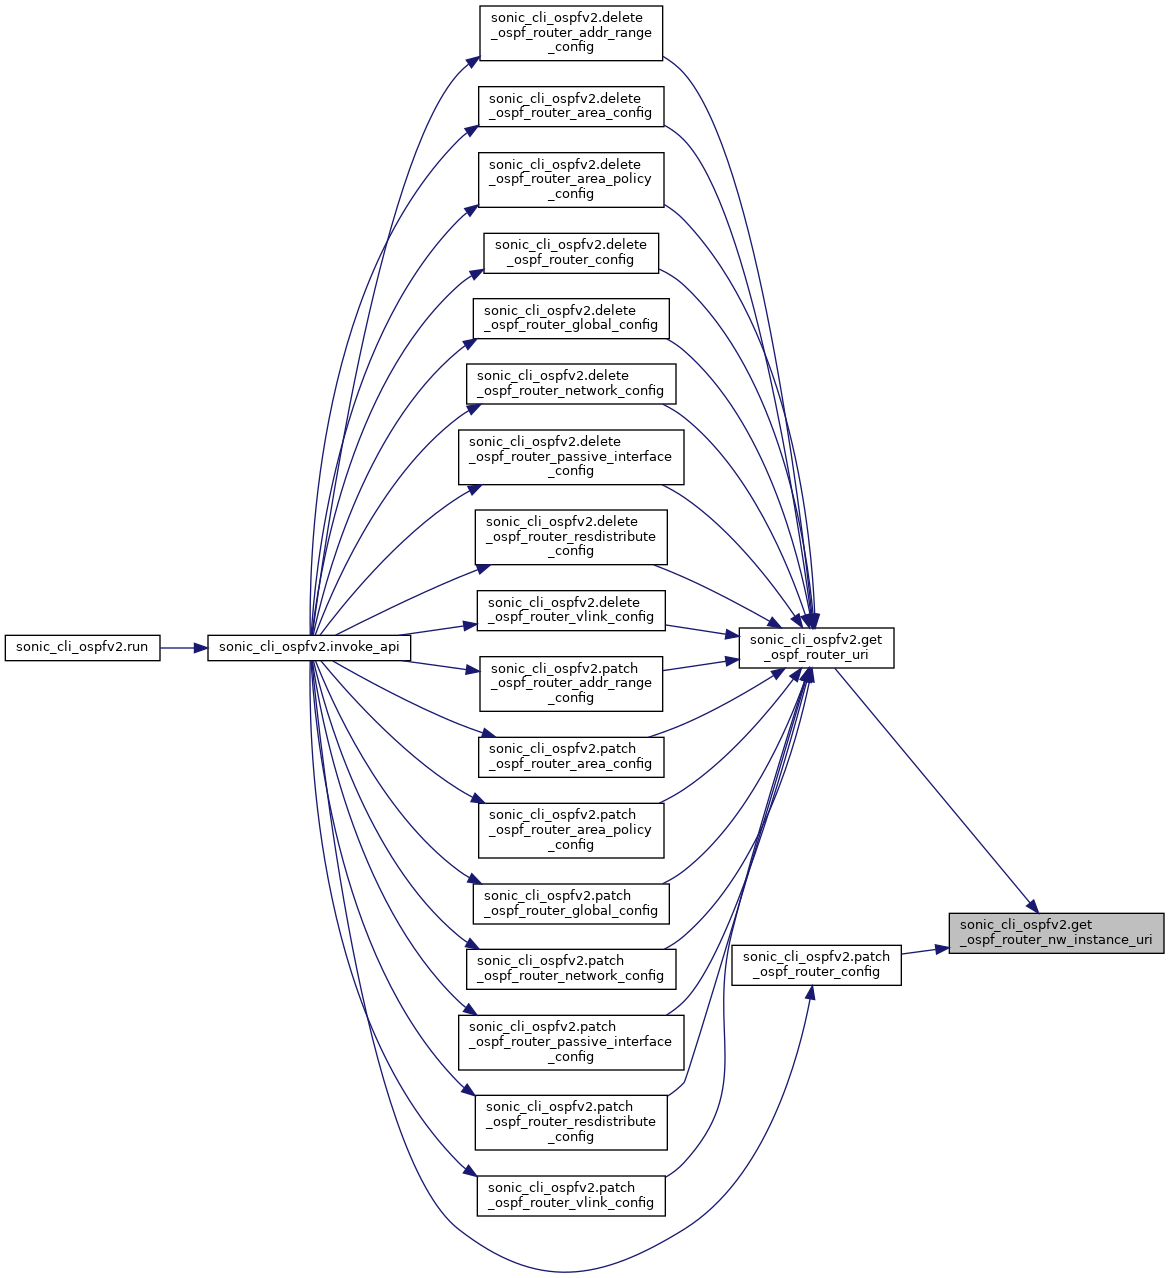 sonic_cli_ospfv2.delete
_ospf_router_addr_range
_config
sonic_cli_ospfv2.delete
_ospf_router_area_config
sonic_cli_ospfv2.delete
_ospf_router_area_policy
_config
sonic_cli_ospfv2.delete
_ospf_router_config
sonic_cli_ospfv2.delete
_ospf_router_global_config
sonic_cli_ospfv2.delete
_ospf_router_network_config
sonic_cli_ospfv2.delete
_ospf_router_passive_interface
_config
sonic_cli_ospfv2.delete
_ospf_router_resdistribute
_config
sonic_cli_ospfv2.delete
_ospf_router_vlink_config
sonic_cli_ospfv2.run
sonic_cli_ospfv2.invoke_api
sonic_cli_ospfv2.get
_ospf_router_uri
sonic_cli_ospfv2.patch
_ospf_router_addr_range
_config
sonic_cli_ospfv2.patch
_ospf_router_area_config
sonic_cli_ospfv2.patch
_ospf_router_area_policy
_config
sonic_cli_ospfv2.patch
_ospf_router_global_config
sonic_cli_ospfv2.get
_ospf_router_nw_instance_uri
sonic_cli_ospfv2.patch
_ospf_router_config
sonic_cli_ospfv2.patch
_ospf_router_network_config
sonic_cli_ospfv2.patch
_ospf_router_passive_interface
_config
sonic_cli_ospfv2.patch
_ospf_router_resdistribute
_config
sonic_cli_ospfv2.patch
_ospf_router_vlink_config